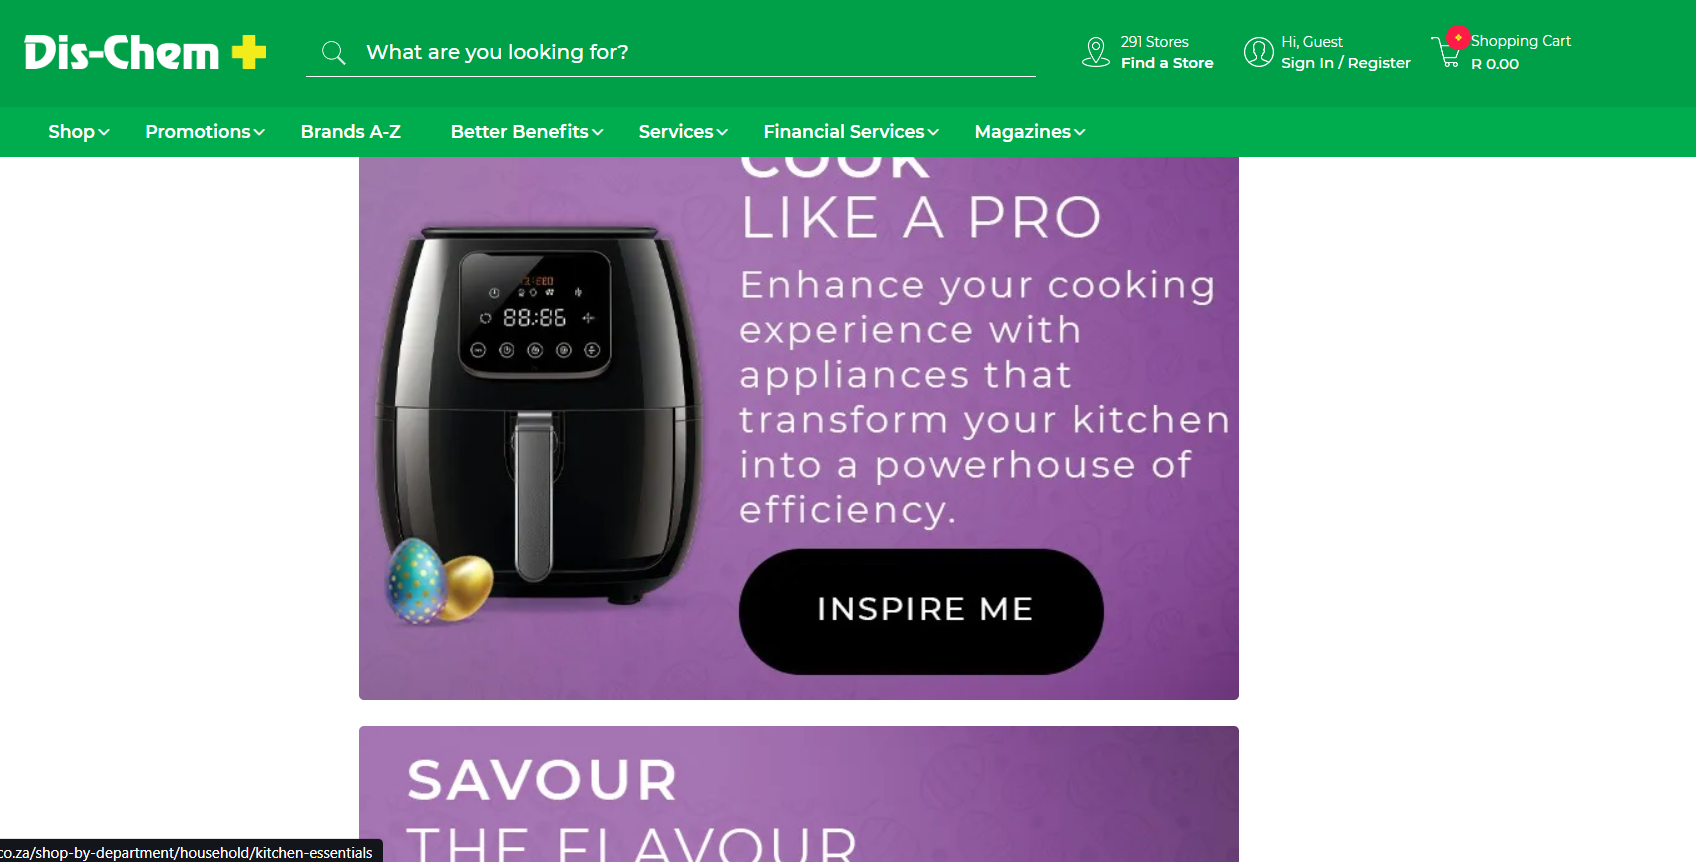 Dis-Chem
What are you looking for?
291 Stores
Find a Store
Hi, Guest
Sign In / Register
Shopping Cart
R 0.00
Shop
Promotions
Brands A-Z
Better Benefits
Services
Financial Services
Magazines
COOK
LIKE A PRO
Enhance your cooking
experience with
appliances that
transform your kitchen
into a powerhouse of
efficiency.
88:86
INSPIRE ME
SAVOUR
THE FLAVOUR
co.za/shop-by-department/household/kitchen-essentials